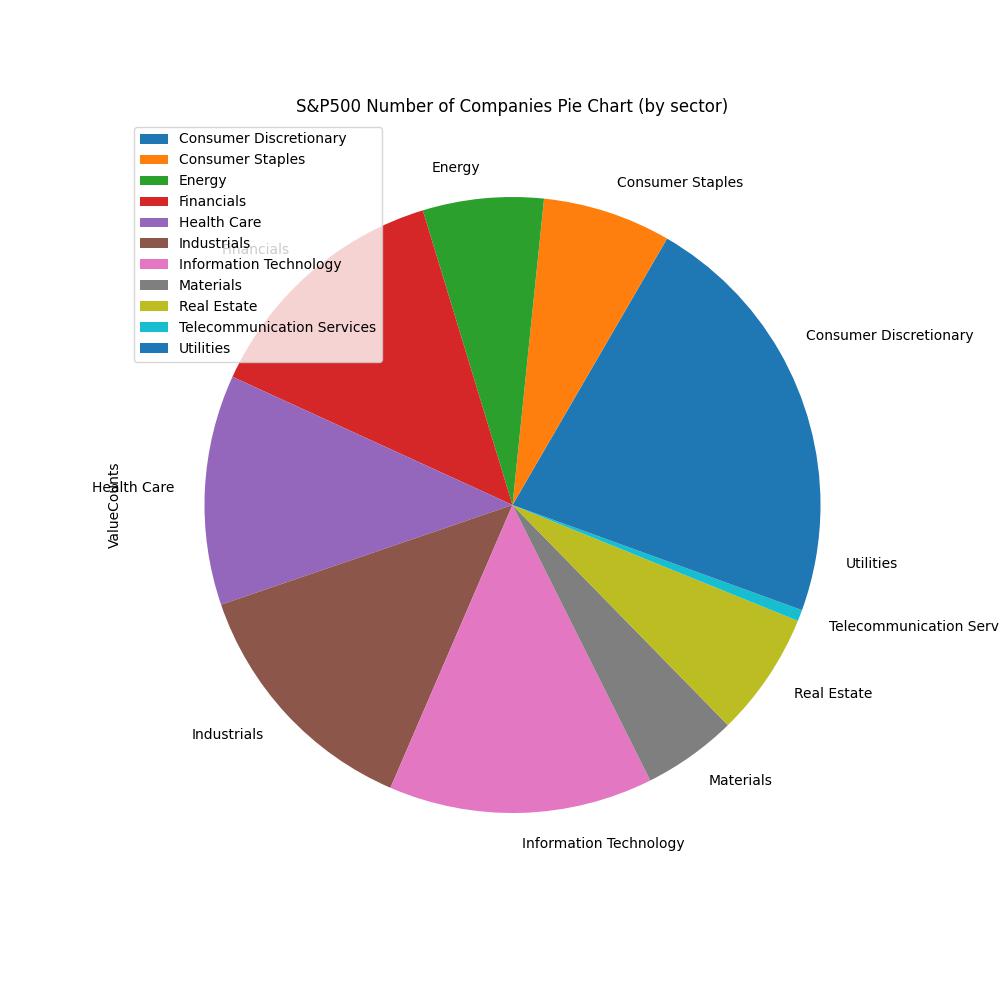 S&P500 Number of Companies Pie Chart (by sector)
Consumer Discretionary
Consumer Staples
Energy
Financials
Health Care
Industrials
Information Technology
Materials
Real Estate
Telecommunication Services
Utilities
Energy
Consumer Staples
Financials
Consumer Discretionary
Health Care
ValueCounts
Utilities
Telecommunication Serv
Real Estate
Industrials
Materials
Information Technology